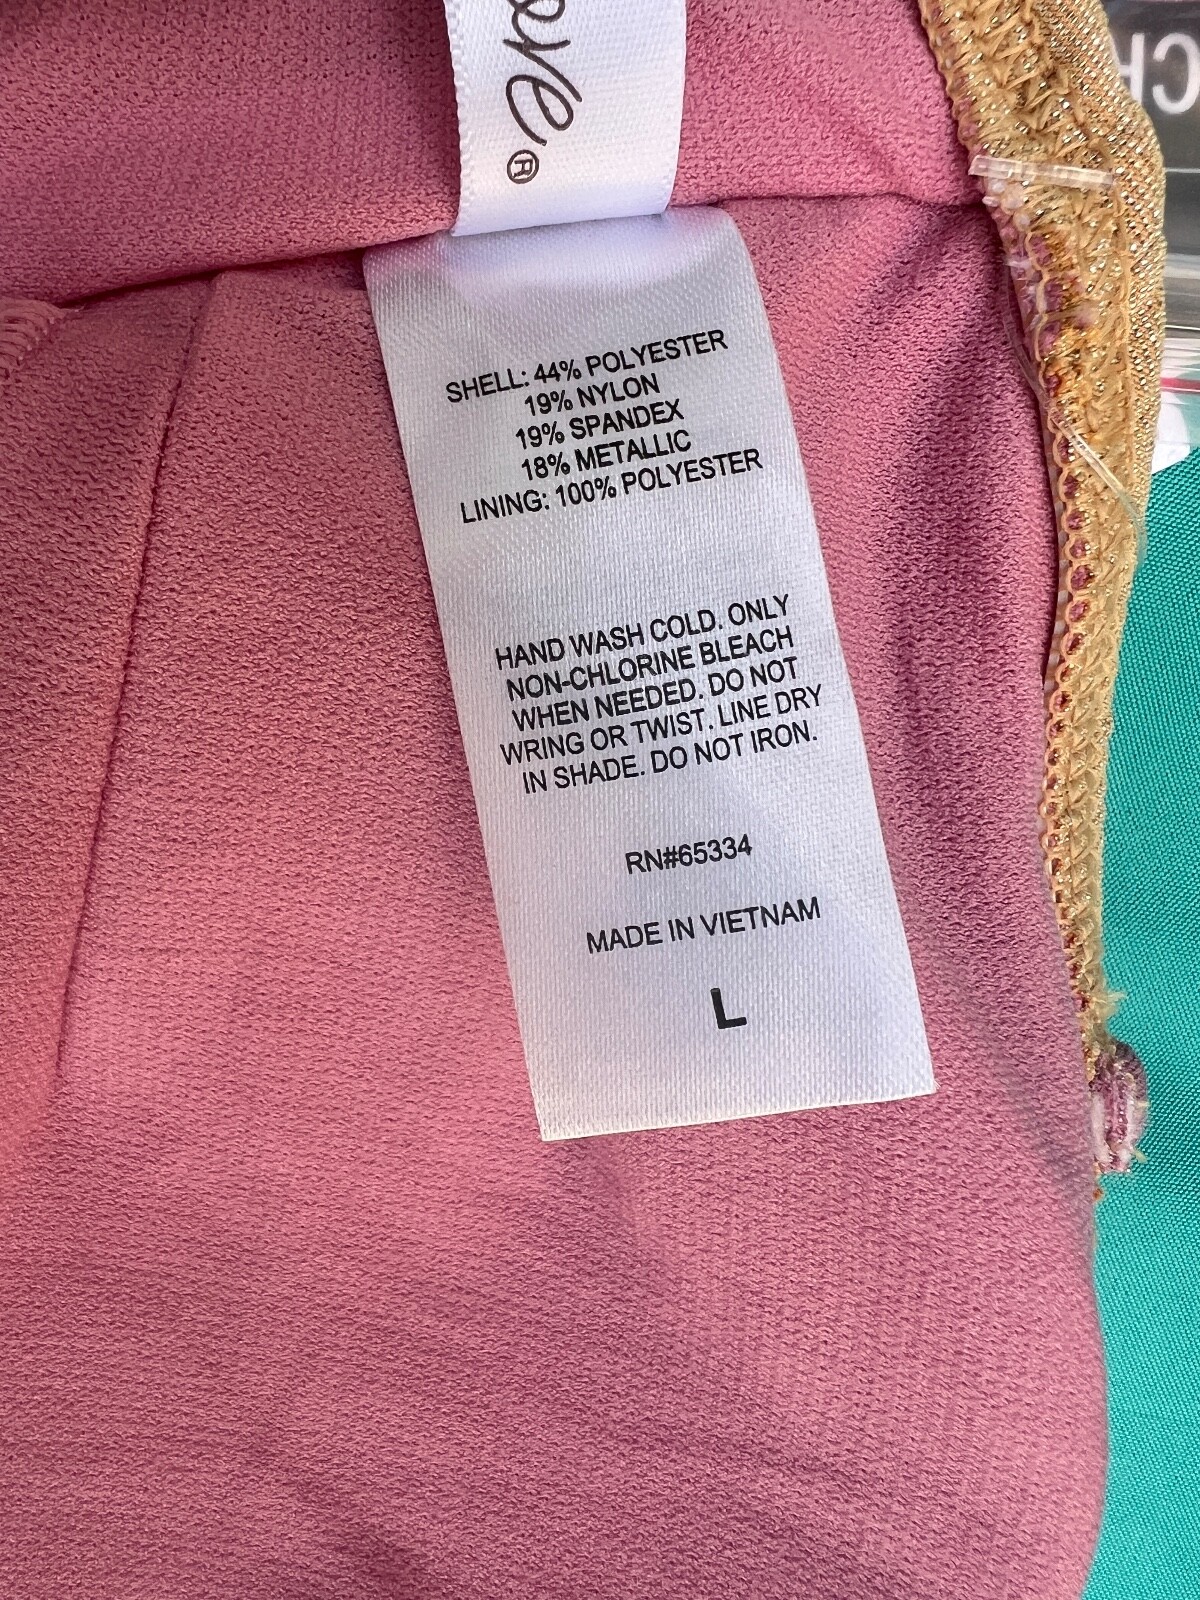 ®
SHELL: 44% POLYESTER
19% NYLON
19% SPANDEX
18% METALLIC
LINING: 100% POLYESTER
HAND WASH COLD. ONLY
NON-CHLORINE BLEACH
WHEN NEEDED. DO NOT
WRING OR TWIST. LINE DRY
IN SHADE. DO NOT IRON.
RN#65334
MADE IN VIETNAM
L